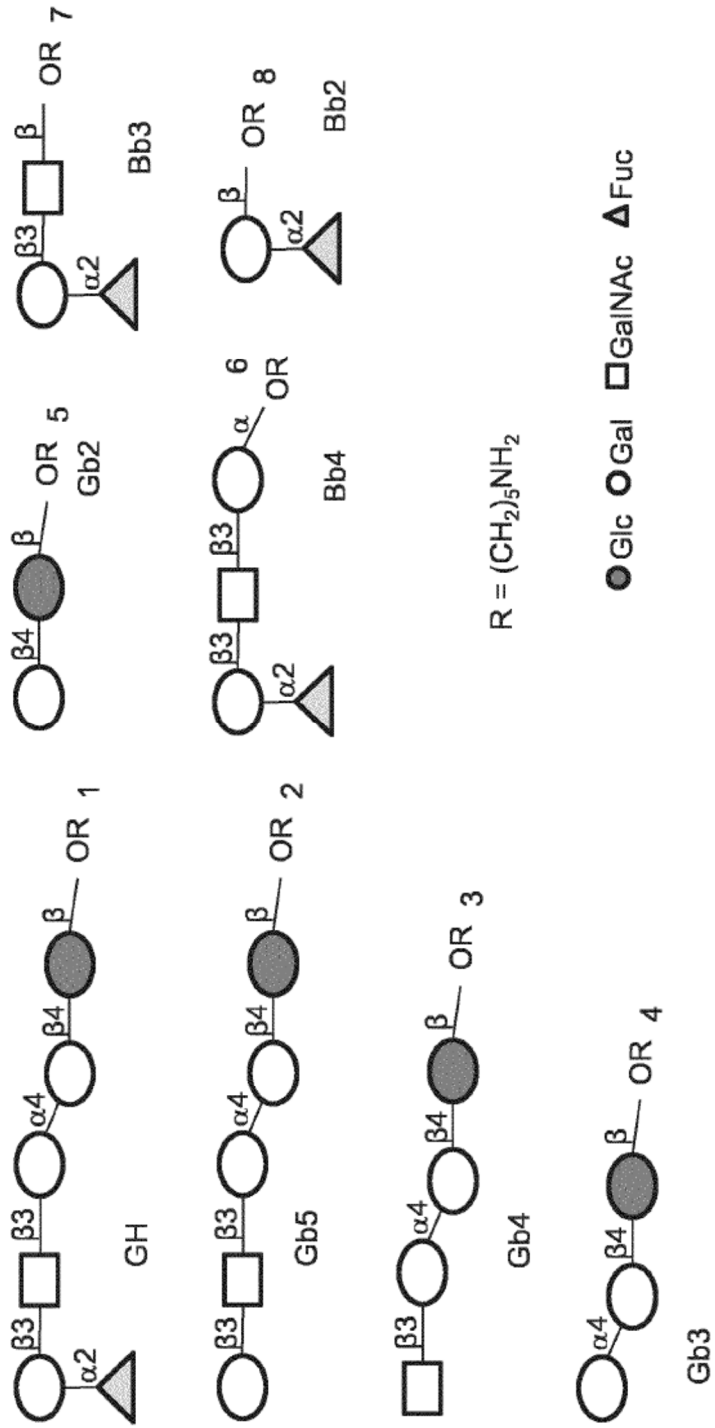 β3 β3 α4 β4 β OR 1
α2
GH
β3 β3 α4 β4 β OR 2
Gb5
β3 α4 β4 β OR 3
Gb4
α4 β4 β OR 4
Gb3
β4 β OR 5
Gb2
β3 β3 α OR 6
α2
Bb4
β3 β OR 7
α2
Bb3
β OR 8
α2
Bb2
R = (CH₂)₅NH₂
Glc Gal GalNAc Fuc